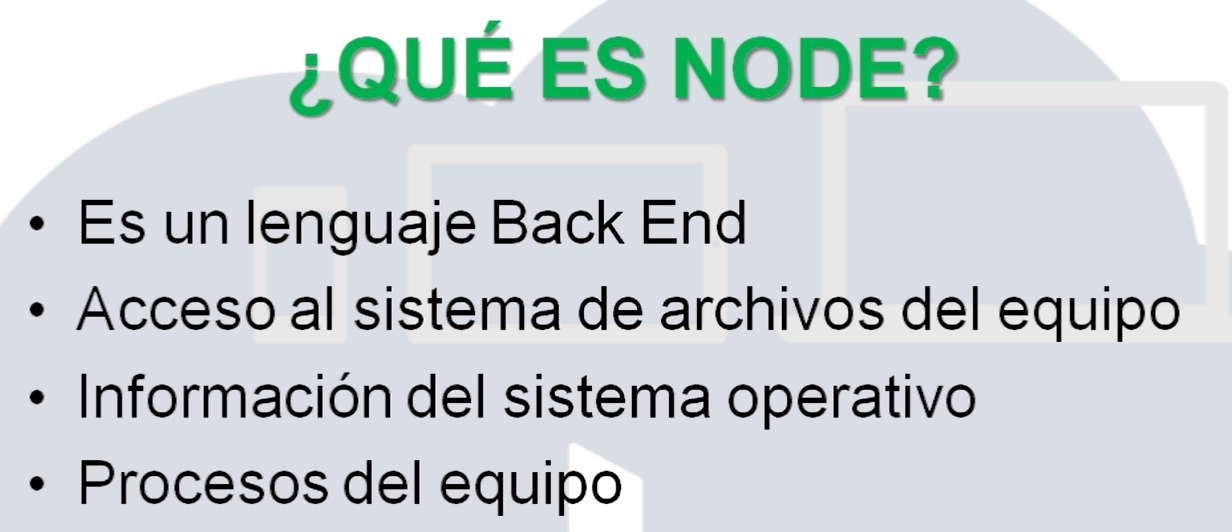 ¿QUÉ ES NODE?
• Es un lenguaje Back End
• Acceso al sistema de archivos del equipo
• Información del sistema operativo
• Procesos del equipo